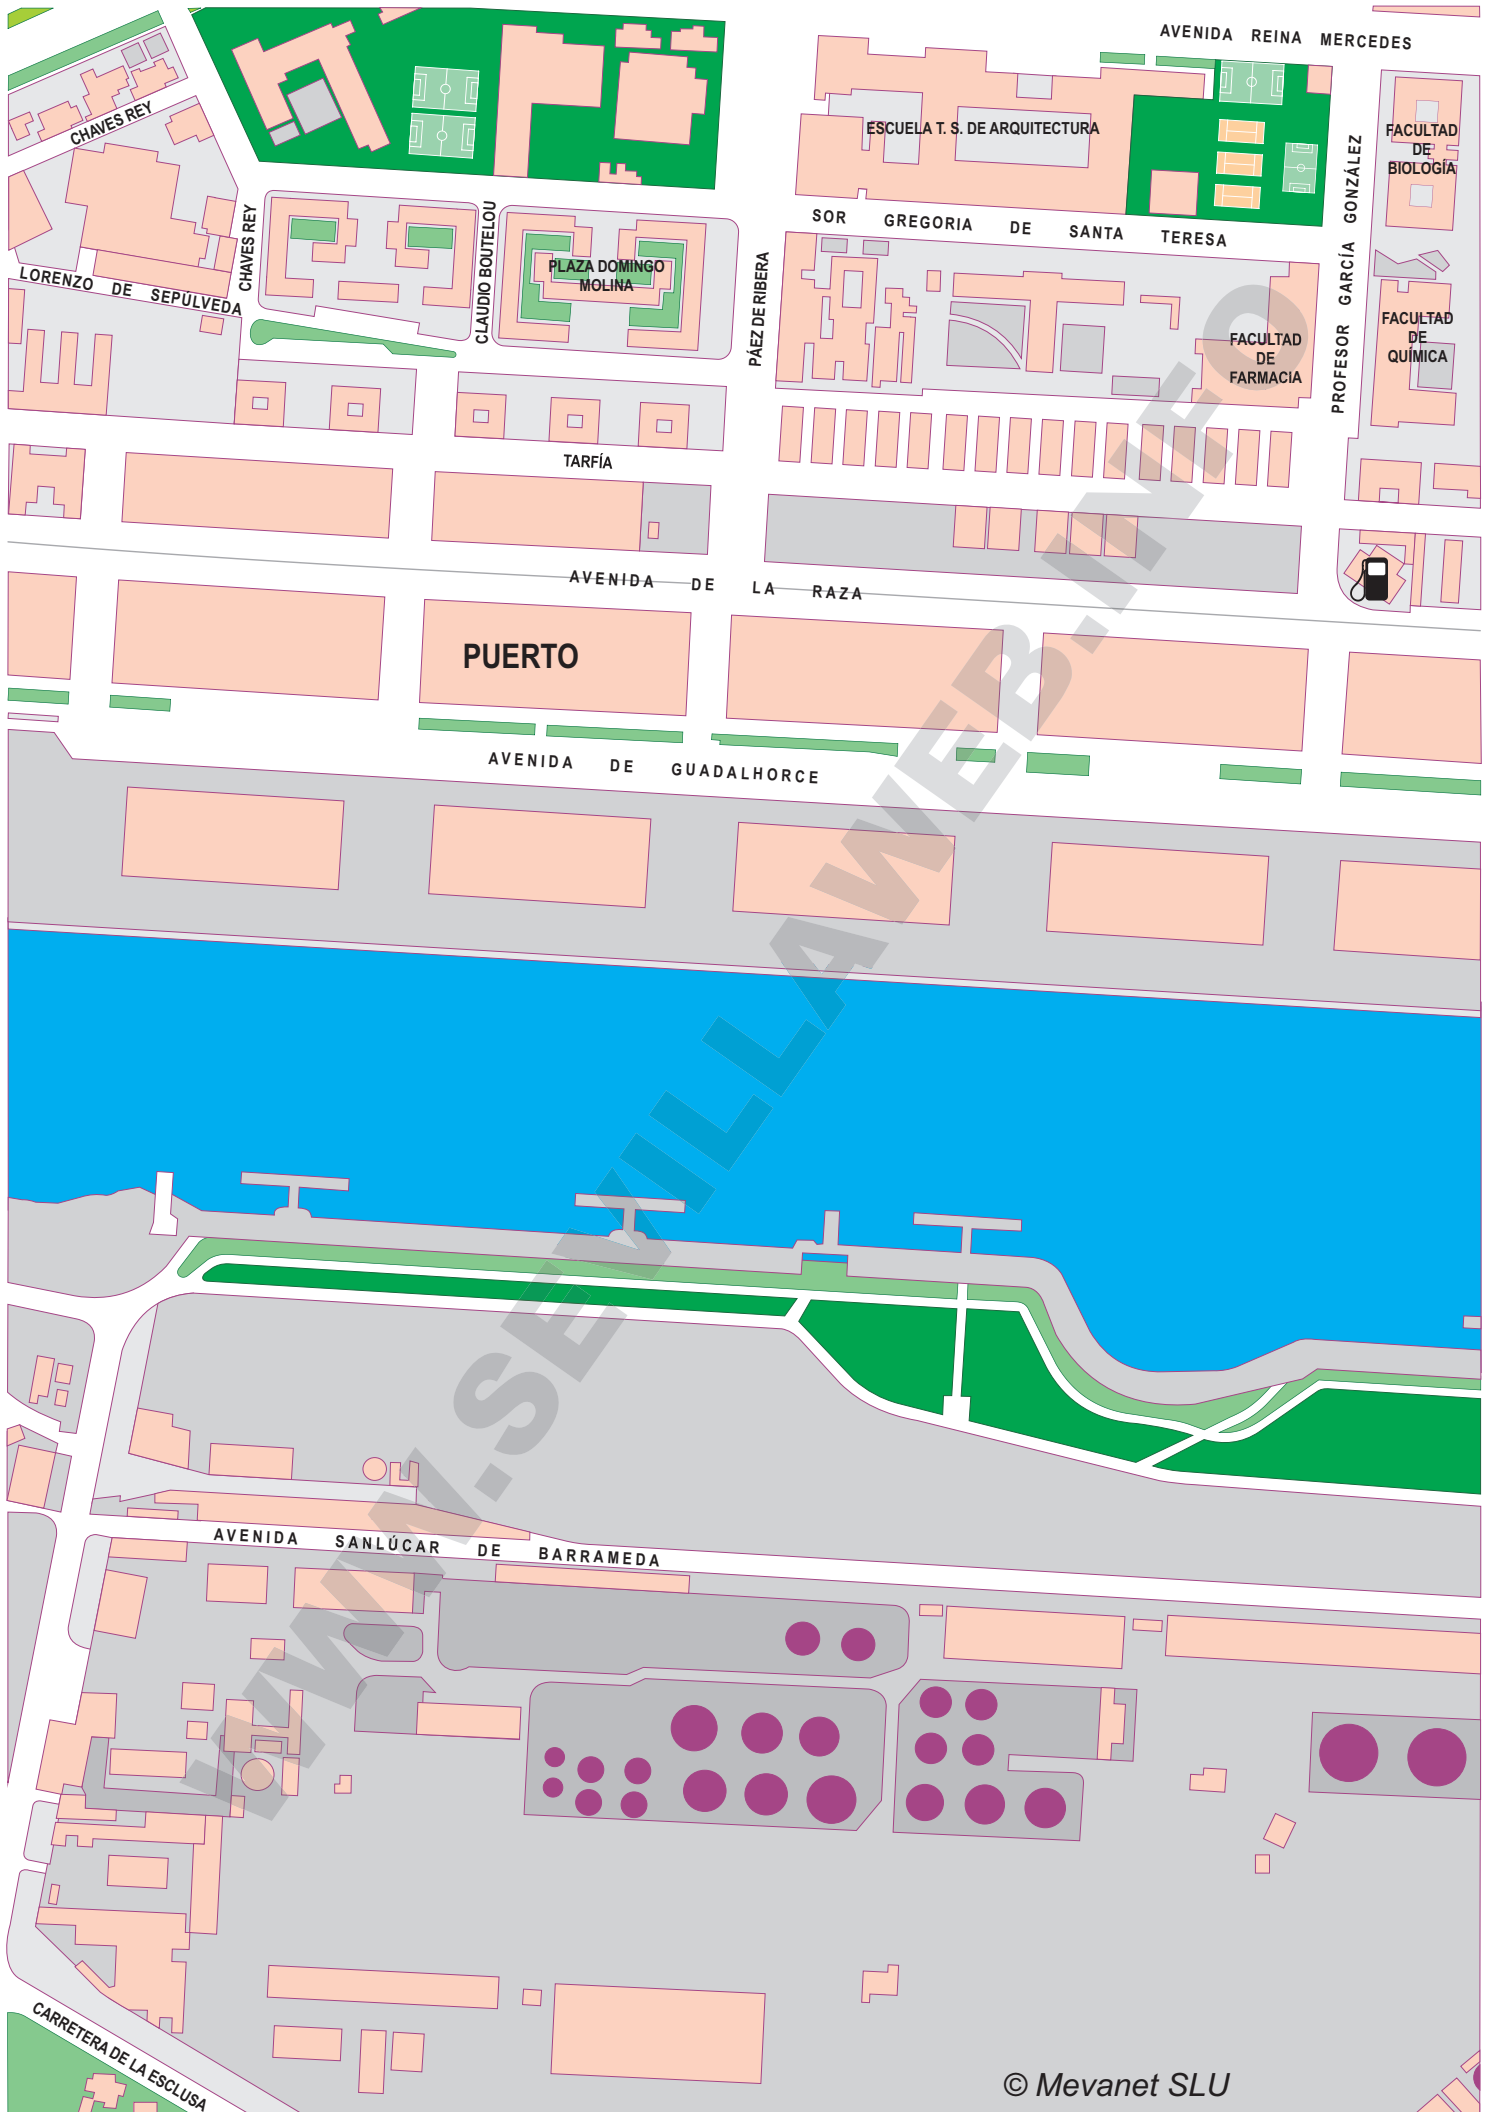 AVENIDA REINA MERCEDES
CHAVES REY
ESCUELA T. S. DE ARQUITECTURA
FACULTAD
DE
BIOLOGÍA
PROFESOR GARCÍA GONZÁLEZ
SOR GREGORIA DE SANTA TERESA
CHAVES REY
CLAUDIO BOUTELOU
PLAZA DOMINGO
MOLINA
PÁEZ DE RIBERA
LORENZO DE SEPÚLVEDA
FACULTAD
DE
QUÍMICA
FACULTAD
DE
FARMACIA
TARFÍA
AVENIDA DE LA RAZA
PUERTO
AVENIDA DE GUADALHORCE
WWW.SEVILLAWEB.INFO
AVENIDA SANLÚCAR DE BARRAMEDA
CARRETERA DE LA ESCLUSA
© Mevanet SLU